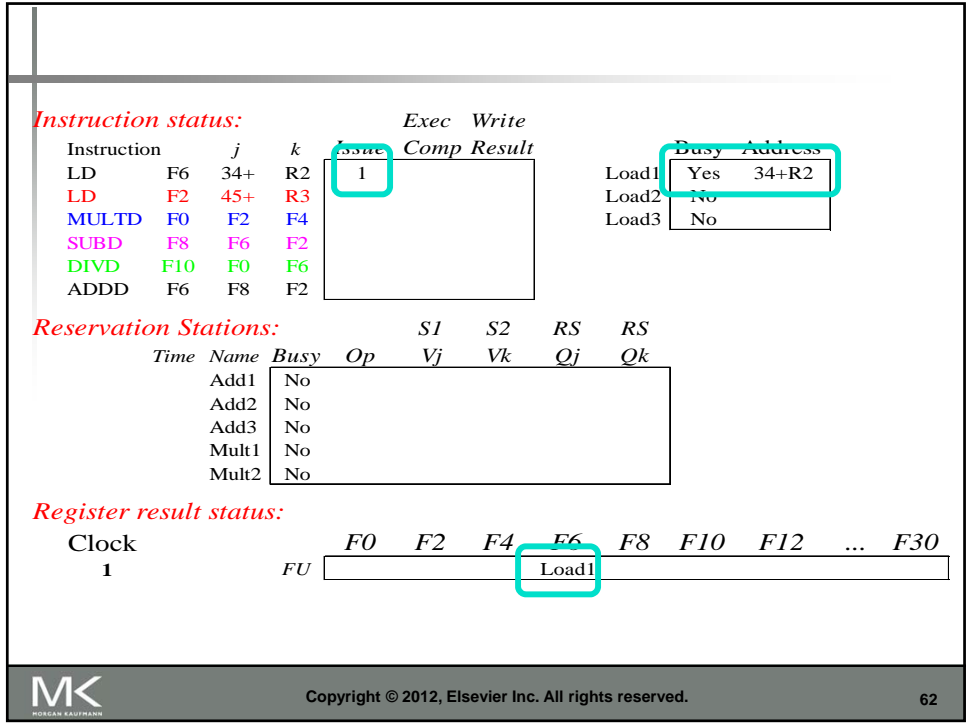 Instruction status: Exec Write
Instruction j k Issue Comp Result Busy Address
LD F6 34+ R2 1 Load1 Yes 34+R2
LD F2 45+ R3 Load2 No
MULTD F0 F2 F4 Load3 No
SUBD F8 F6 F2
DIVD F10 F0 F6
ADDD F6 F8 F2
Reservation Stations: S1 S2 RS RS
Time Name Busy Op Vj Vk Qj Qk
Add1 No
Add2 No
Add3 No
Mult1 No
Mult2 No
Register result status:
Clock F0 F2 F4 F6 F8 F10 F12 ... F30
1 FU Load1
MK
MORGAN KAUFMANN
Copyright © 2012, Elsevier Inc. All rights reserved. 62